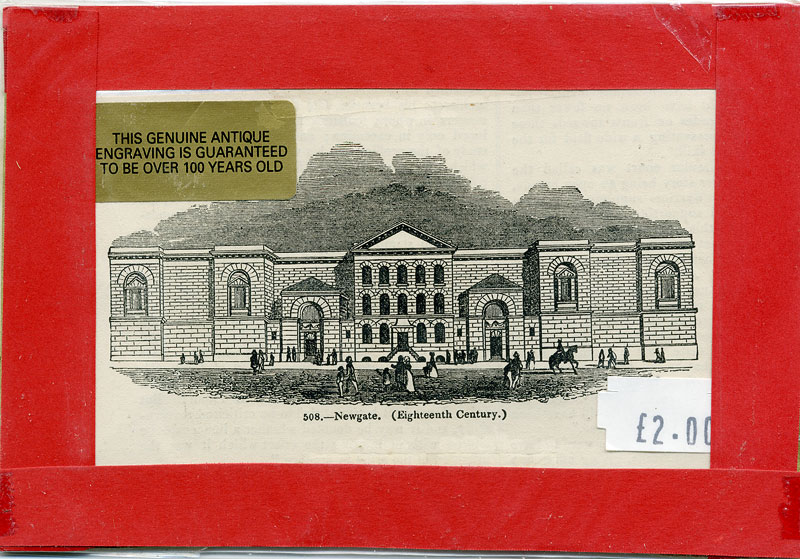 THIS GENUINE ANTIQUE
ENGRAVING IS GUARANTEED
TO BE OVER 100 YEARS OLD
508.—Newgate. (Eighteenth Century.)
£2.00